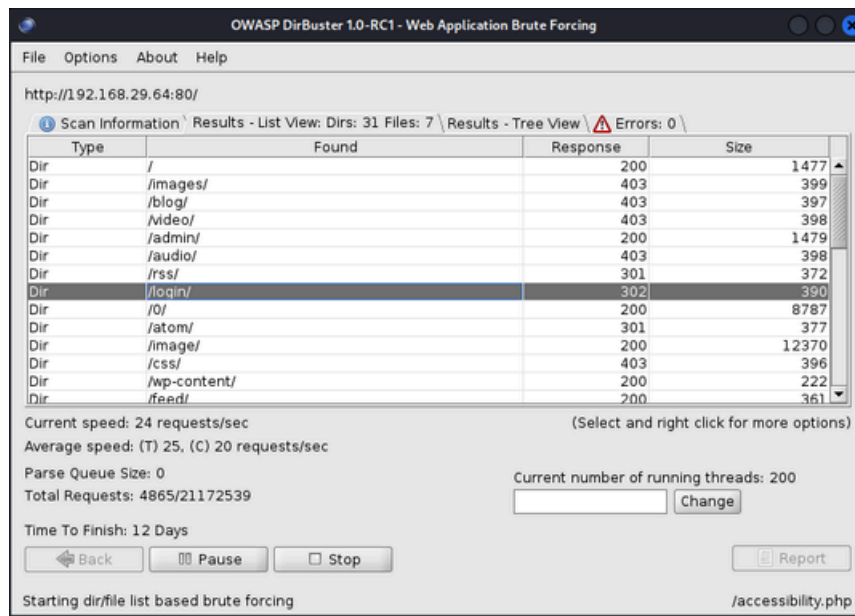 OWASP DirBuster 1.0-RC1 - Web Application Brute Forcing
File Options About Help
http://192.168.29.64:80/
Scan Information Results - List View: Dirs: 31 Files: 7 Results - Tree View Errors: 0
Type Found Response Size
Dir / 200 1477
Dir /images/ 403 399
Dir /blog/ 403 397
Dir /video/ 403 398
Dir /admin/ 200 1479
Dir /audio/ 403 398
Dir /rss/ 301 372
Dir /login/ 302 390
Dir /0/ 200 8787
Dir /atom/ 301 377
Dir /image/ 200 12370
Dir /css/ 403 396
Dir /wp-content/ 200 222
Dir /feed/ 200 361
Current speed: 24 requests/sec (Select and right click for more options)
Average speed: (T) 25, (C) 20 requests/sec
Parse Queue Size: 0 Current number of running threads: 200
Total Requests: 4865/21172539 Change
Time To Finish: 12 Days
Back Pause Stop Report
Starting dir/file list based brute forcing /accessibility.php